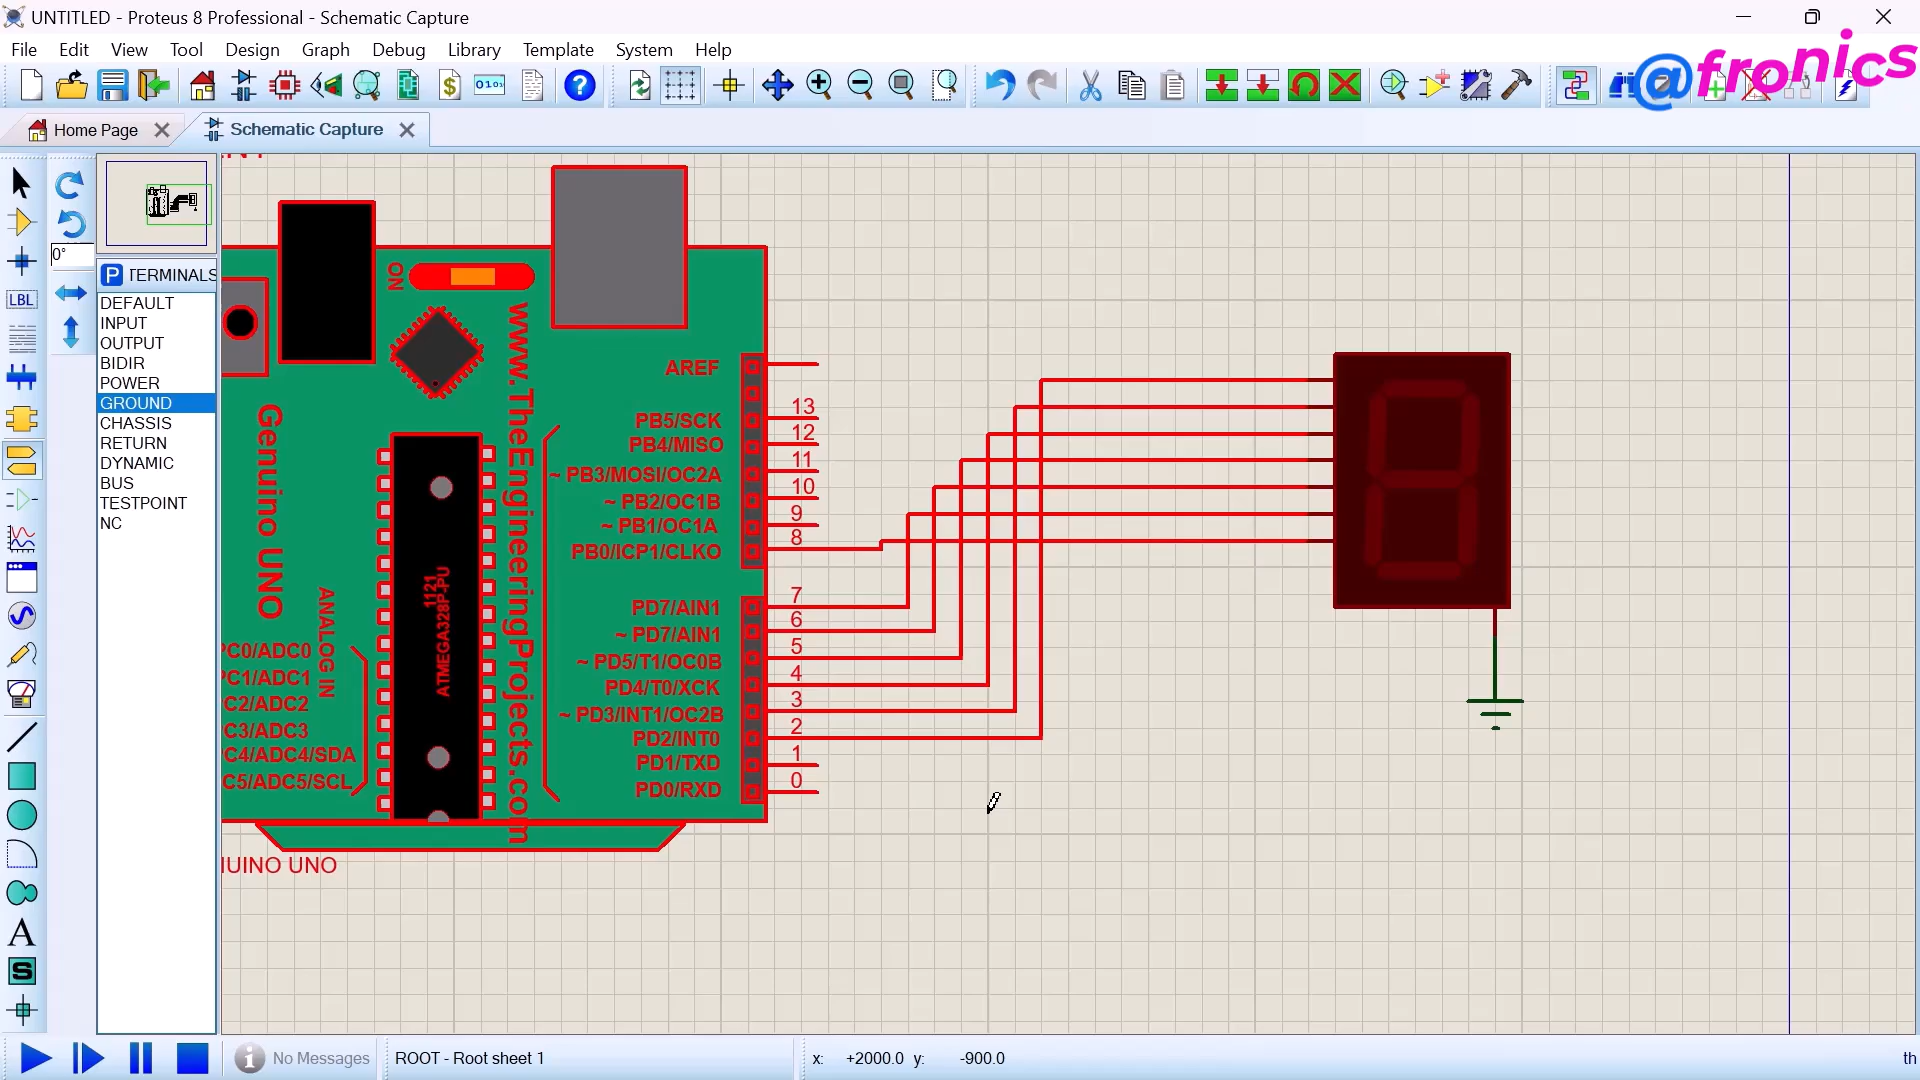 UNTITLED - Proteus 8 Professional - Schematic Capture
File Edit View Tool Design Graph Debug Library Template System Help
@fronics
$ 0101 ?
Home Page Schematic Capture
0°
P TERMINALS
DEFAULT
INPUT
OUTPUT
BIDIR
POWER
GROUND
CHASSIS
RETURN
DYNAMIC
BUS
TESTPOINT
NC
LBL
A
S
ON
www.TheEngineeringProjects.com
Genuino UNO
ANALOG IN
1121
ATMEGA328P-PU
AREF
PB5/SCK 13
PB4/MISO 12
~ PB3/MOSI/OC2A 11
~ PB2/OC1B 10
~ PB1/OC1A 9
PB0/ICP1/CLKO 8
PD7/AIN1 7
~ PD7/AIN1 6
~ PD5/T1/OC0B 5
PD4/T0/XCK 4
~ PD3/INT1/OC2B 3
PD2/INT0 2
PD1/TXD 1
PD0/RXD 0
PC0/ADC0
PC1/ADC1
C2/ADC2
C3/ADC3
C4/ADC4/SDA
C5/ADC5/SCL
UINO UNO
No Messages ROOT - Root sheet 1 x: +2000.0 y: -900.0 th